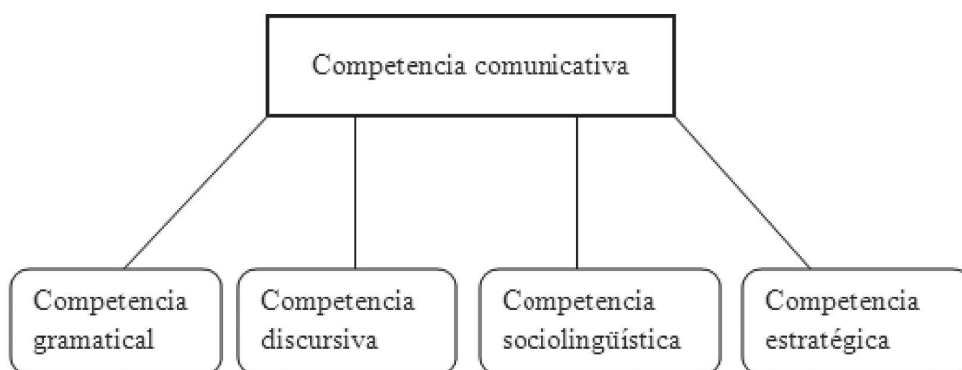 Competencia comunicativa
Competencia
gramatical
Competencia
discursiva
Competencia
sociolingüística
Competencia
estratégica